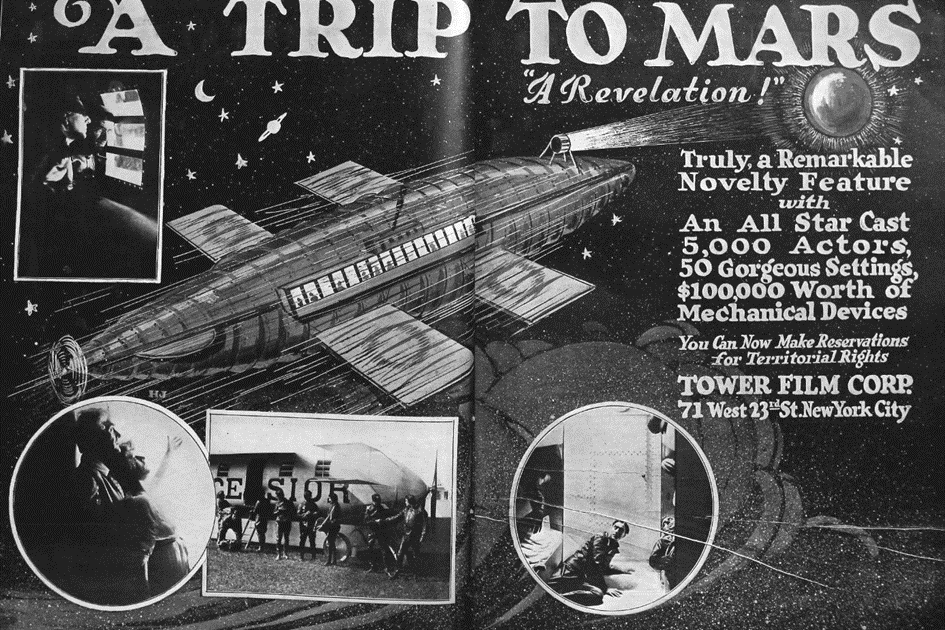 "A TRIP TO MARS
"A Revelation!"
Truly, a Remarkable
Novelty Feature
with
An All Star Cast
5,000 Actors,
50 Gorgeous Settings,
$100,000 Worth of
Mechanical Devices
You Can Now Make Reservations
for Territorial Rights
TOWER FILM CORP.
71 West 23rd St. New York City
HJ
CE SIOR